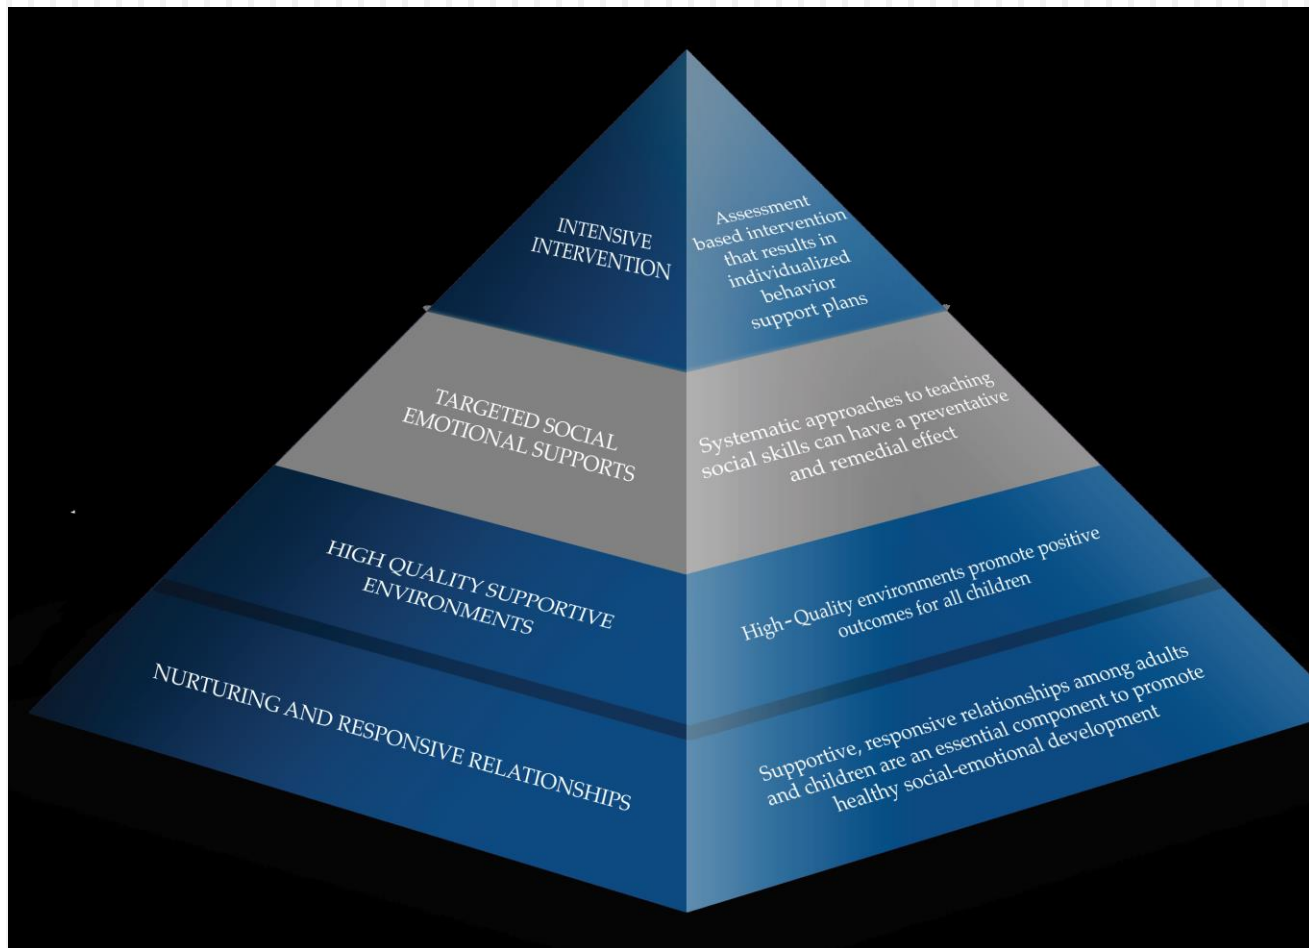 INTENSIVE
INTERVENTION
Assessment
based intervention
that results in
individualized
behavior
support plans
TARGETED SOCIAL
EMOTIONAL SUPPORTS
Systematic approaches to teaching
social skills can have a preventative
and remedial effect
HIGH QUALITY SUPPORTIVE
ENVIRONMENTS
High-Quality environments promote positive
outcomes for all children
NURTURING AND RESPONSIVE RELATIONSHIPS
Supportive, responsive relationships among adults
and children are an essential component to promote
healthy social-emotional development